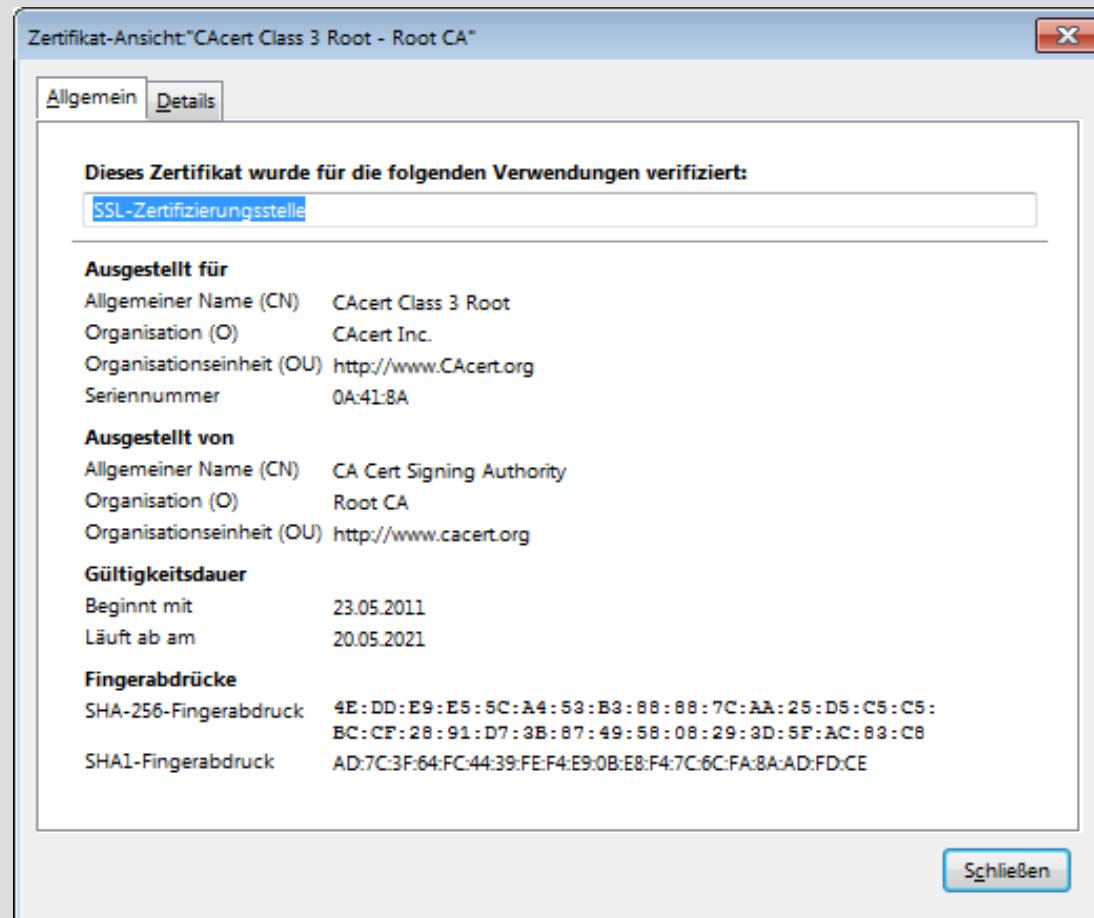 Zertifikat-Ansicht:"CAcert Class 3 Root - Root CA"
Allgemein Details
Dieses Zertifikat wurde für die folgenden Verwendungen verifiziert:
SSL-Zertifizierungsstelle
Ausgestellt für
Allgemeiner Name (CN) CAcert Class 3 Root
Organisation (O) CAcert Inc.
Organisationseinheit (OU) http://www.CAcert.org
Seriennummer 0A:41:8A
Ausgestellt von
Allgemeiner Name (CN) CA Cert Signing Authority
Organisation (O) Root CA
Organisationseinheit (OU) http://www.cacert.org
Gültigkeitsdauer
Beginnt mit 23.05.2011
Läuft ab am 20.05.2021
Fingerabdrücke
SHA-256-Fingerabdruck 4E:DD:E9:E5:5C:A4:53:B3:88:88:7C:AA:25:D5:C5:C5:
BC:CF:28:91:D7:3B:87:49:58:08:29:3D:5F:AC:83:C8
SHA1-Fingerabdruck AD:7C:3F:64:FC:44:39:FE:F4:E9:0B:E8:F4:7C:6C:FA:8A:AD:FD:CE
Schließen